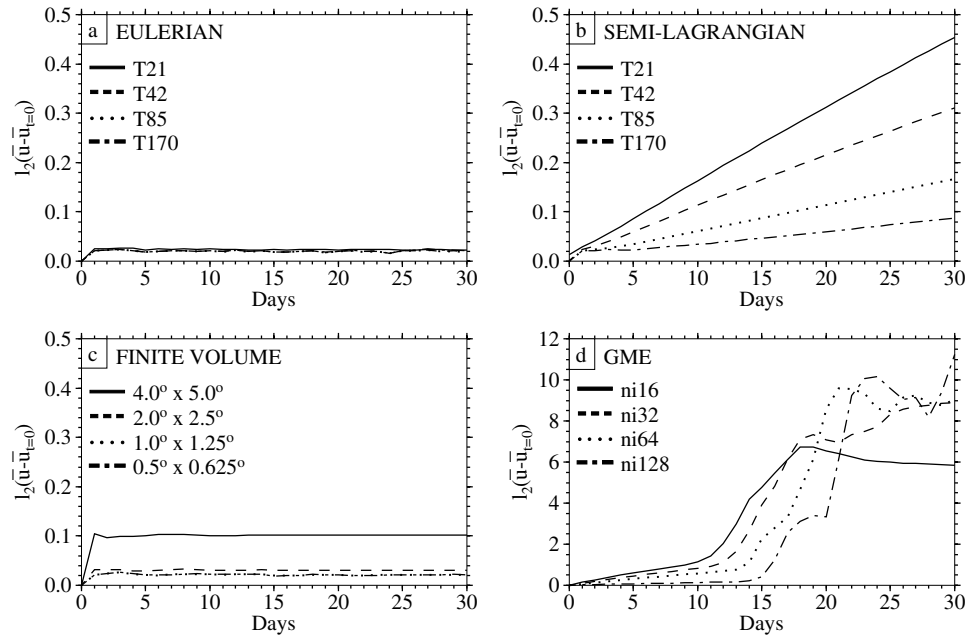 a EULERIAN
T21
T42
T85
T170
l₂(u̅-u̅ₜ₌₀)
0.5
0.4
0.3
0.2
0.1
0.0
0 5 10 15 20 25 30
Days
b SEMI-LAGRANGIAN
T21
T42
T85
T170
l₂(u̅-u̅ₜ₌₀)
0.5
0.4
0.3
0.2
0.1
0.0
0 5 10 15 20 25 30
Days
c FINITE VOLUME
4.0° x 5.0°
2.0° x 2.5°
1.0° x 1.25°
0.5° x 0.625°
l₂(u̅-u̅ₜ₌₀)
0.5
0.4
0.3
0.2
0.1
0.0
0 5 10 15 20 25 30
Days
d GME
ni16
ni32
ni64
ni128
l₂(u̅-u̅ₜ₌₀)
12
10
8
6
4
2
0
0 5 10 15 20 25 30
Days